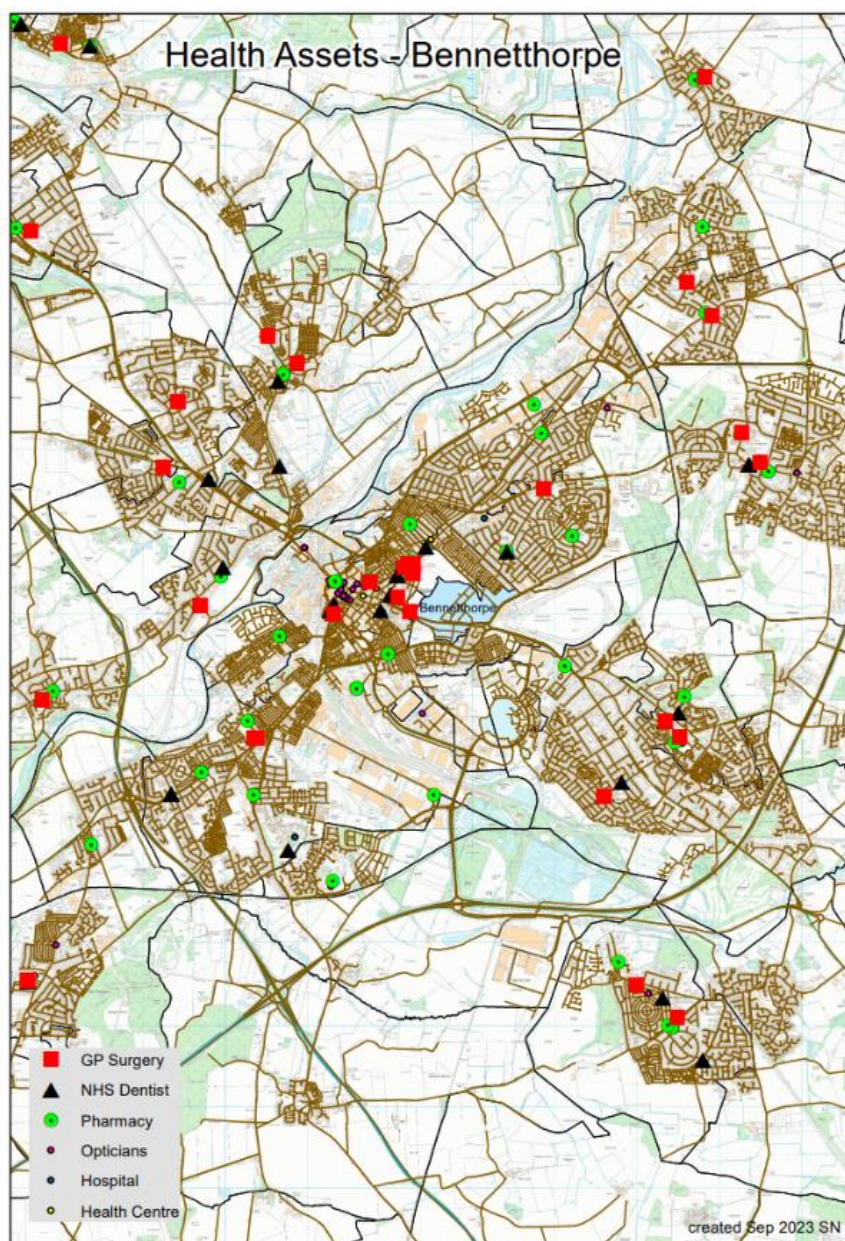 Health Assets - Bennetthorpe
Bennetthorpe
GP Surgery
NHS Dentist
Pharmacy
Opticians
Hospital
Health Centre
created Sep 2023 SN